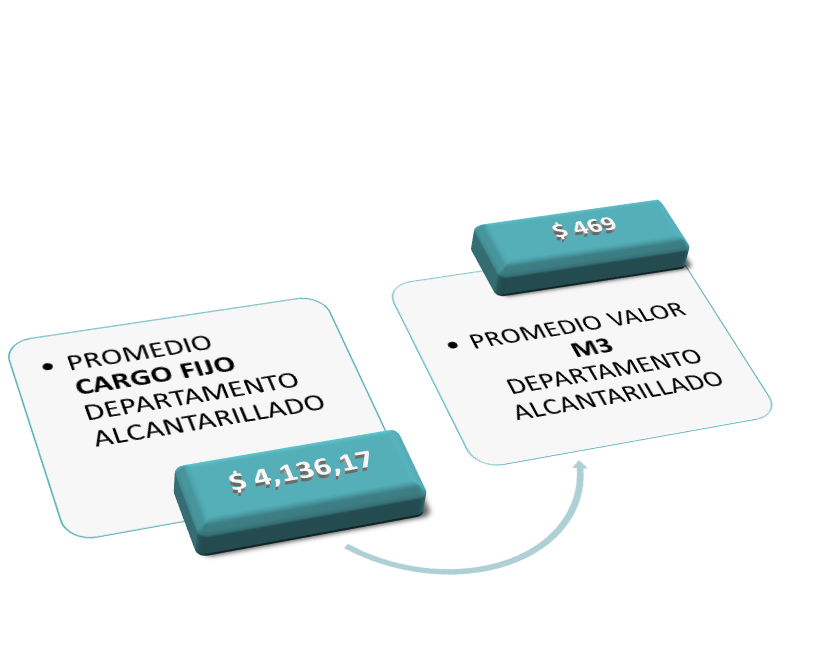 • PROMEDIO
CARGO FIJO
DEPARTAMENTO
ALCANTARILLADO
$ 4,136,17
$ 469
• PROMEDIO VALOR
M3
DEPARTAMENTO
ALCANTARILLADO